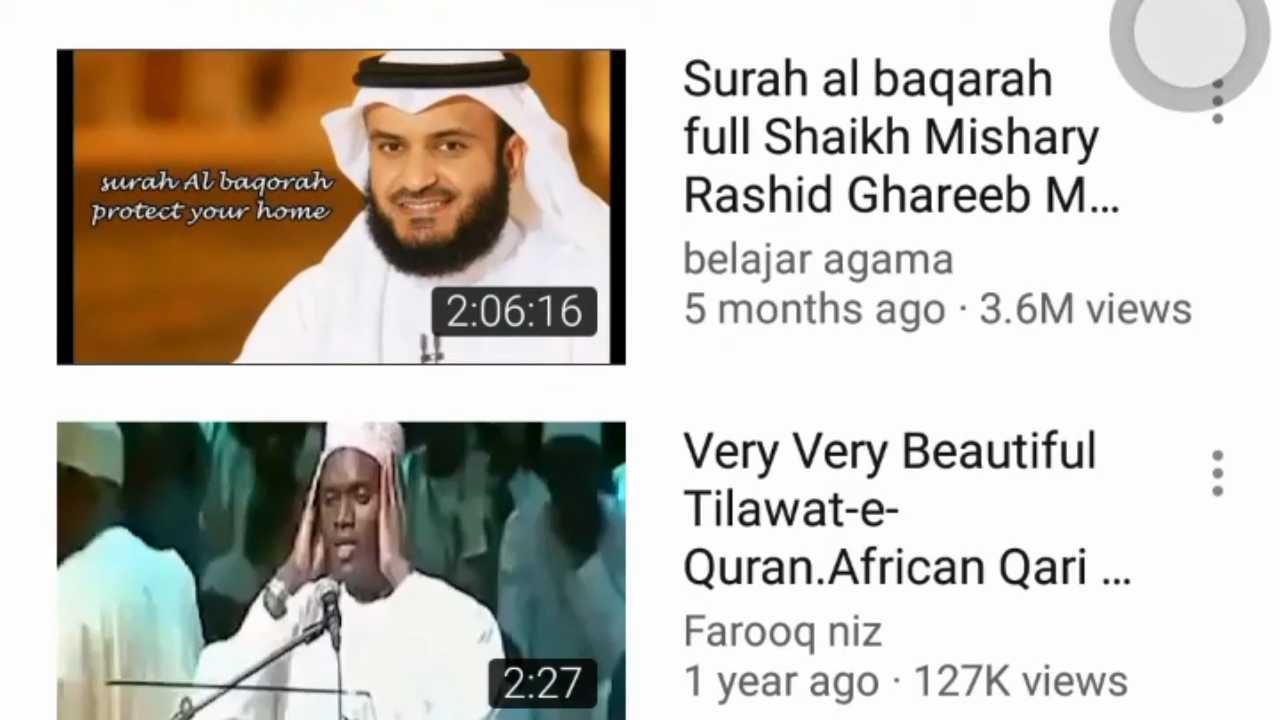 surah Al baqorah
protect your home
2:06:16
Surah al baqarah
full Shaikh Mishary
Rashid Ghareeb M...
belajar agama
5 months ago · 3.6M views
2:27
Very Very Beautiful
Tilawat-e-
Quran.African Qari ...
Farooq niz
1 year ago · 127K views